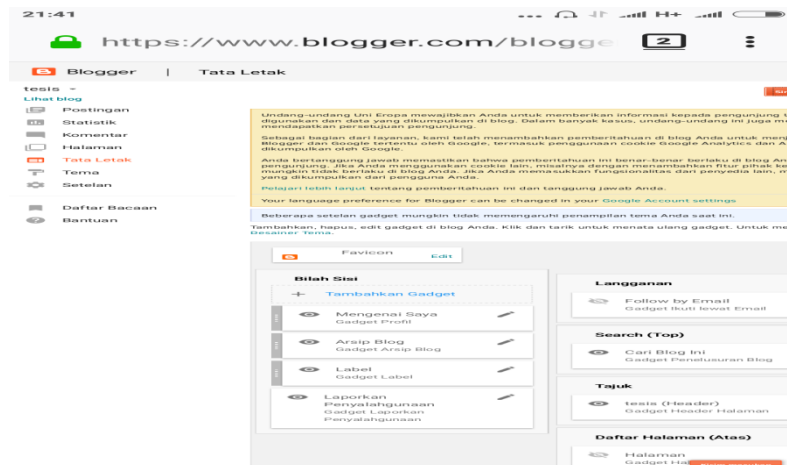 21:41
H+
https://www.blogger.com/blogge
2
Blogger | Tata Letak
tesis
Lihat blog
Postingan
Statistik
Komentar
Halaman
Tata Letak
Tema
Setelan
Daftar Bacaan
Bantuan
Undang-undang Uni Eropa mewajibkan Anda untuk memberikan informasi kepada pengunjung
digunakan dan data yang dikumpulkan di blog. Dalam banyak kasus, undang-undang ini juga
mendapatkan persetujuan pengunjung.
Sebagai bagian dari layanan, kami telah menambahkan pemberitahuan di blog Anda untuk
Blogger dan Google tertentu oleh Google, termasuk penggunaan cookie Google Analytics dan
dikumpulkan oleh Google.
Anda bertanggung jawab memastikan bahwa pemberitahuan ini benar-benar berlaku di blog
pengunjung. Jika Anda menggunakan cookie lain, misalnya dengan menambahkan fitur pihak
mungkin tidak berlaku di blog Anda. Jika Anda memasukkan fungsionalitas dari penyedia lain,
yang dikumpulkan dari pengguna Anda.
Pelajari lebih lanjut tentang pemberitahuan ini dan tanggung jawab Anda.
Your language preference for Blogger can be changed in your Google Account settings
Beberapa setelan gadget mungkin tidak memengaruhi penampilan tema Anda saat ini.
Tambahkan, hapus, edit gadget di blog Anda. Klik dan tarik untuk menata ulang gadget. Untuk
Desainer Tema.
Favicon
Edit
Bilah Sisi
Tambahkan Gadget
Mengenai Saya
Gadget Profil
Arsip Blog
Gadget Arsip Blog
Label
Gadget Label
Laporkan
Penyalahgunaan
Gadget Laporkan
Penyalahgunaan
Langganan
Follow by Email
Gadget Ikuti lewat Email
Search (Top)
Cari Blog Ini
Gadget Penelusuran Blog
Tajuk
tesis (Header)
Gadget Header Halaman
Daftar Halaman (Atas)
Halaman
Gadget